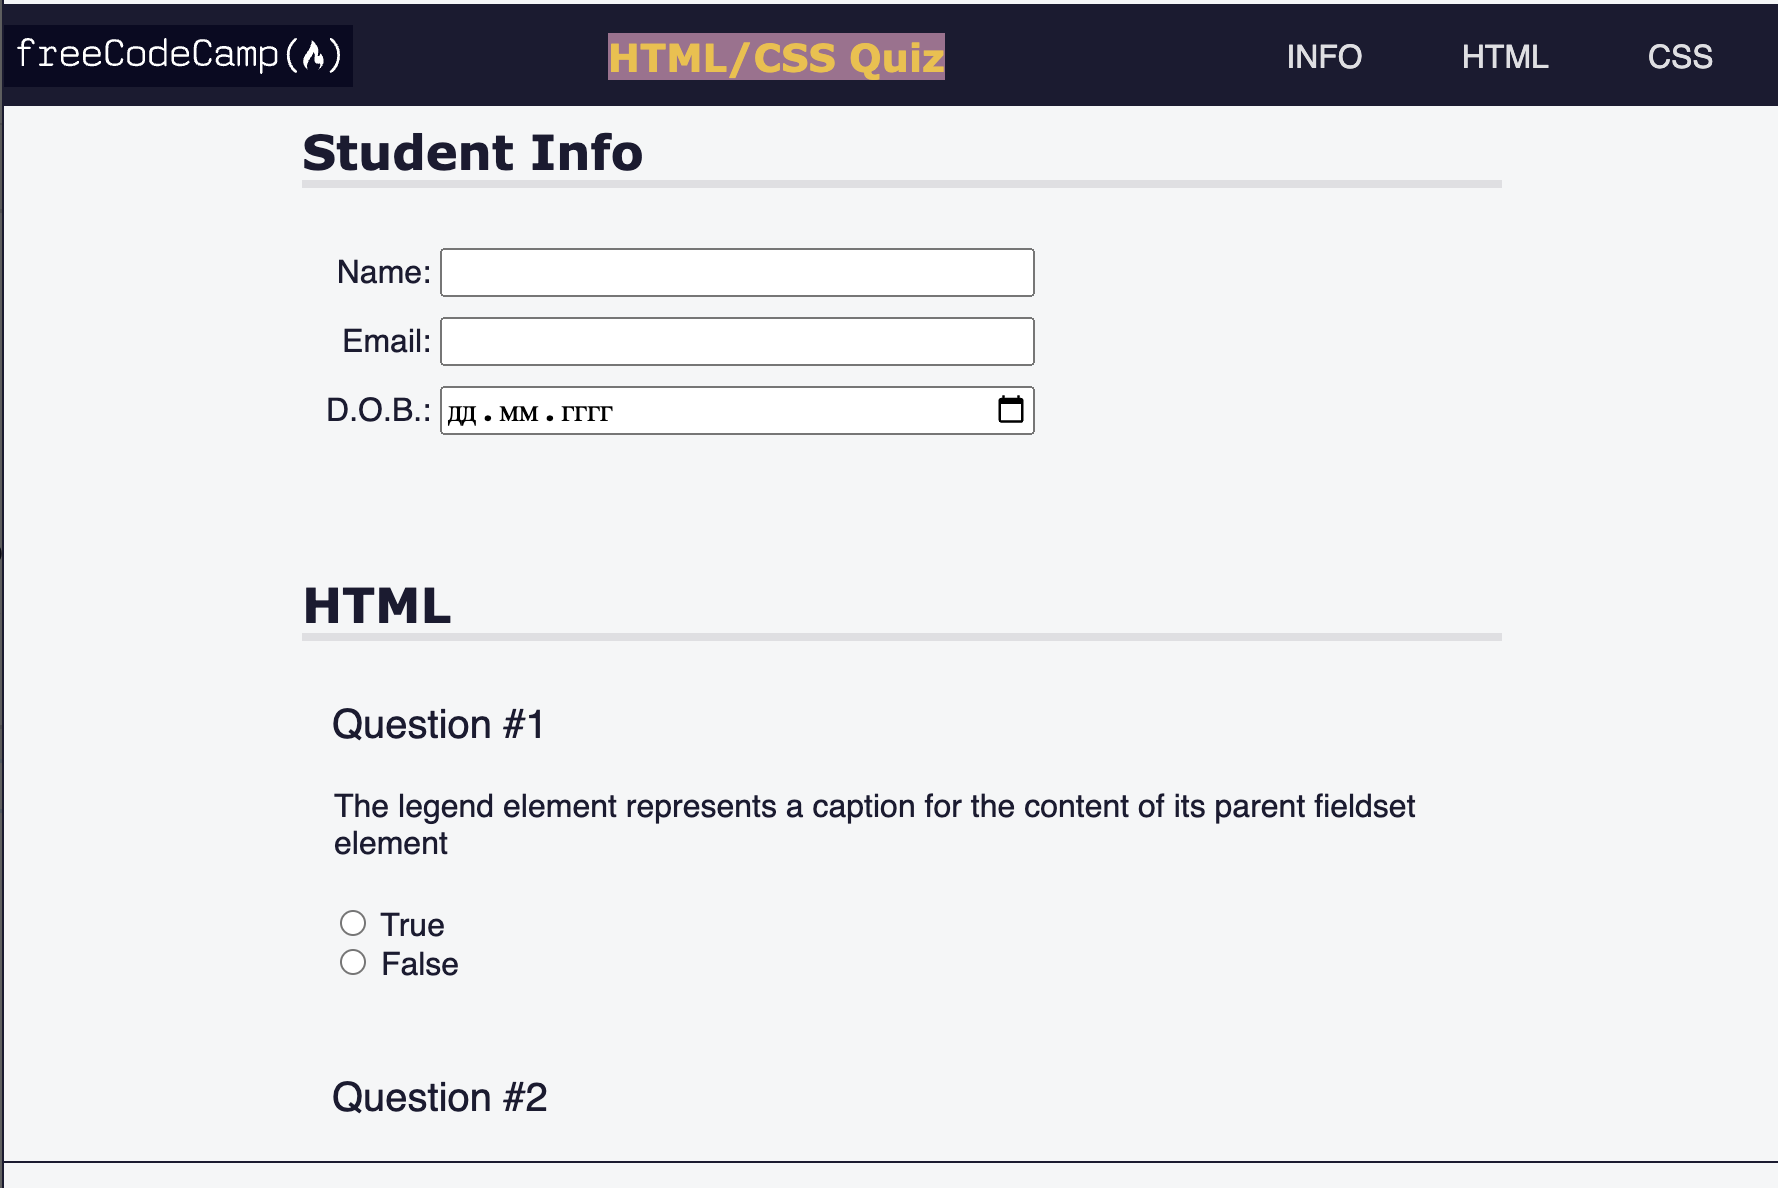 freeCodeCamp(🔥)
HTML/CSS Quiz
INFO
HTML
CSS
Student Info
Name:
Email:
D.O.B.: дд.мм.гггг
HTML
Question #1
The legend element represents a caption for the content of its parent fieldset
element
True
False
Question #2